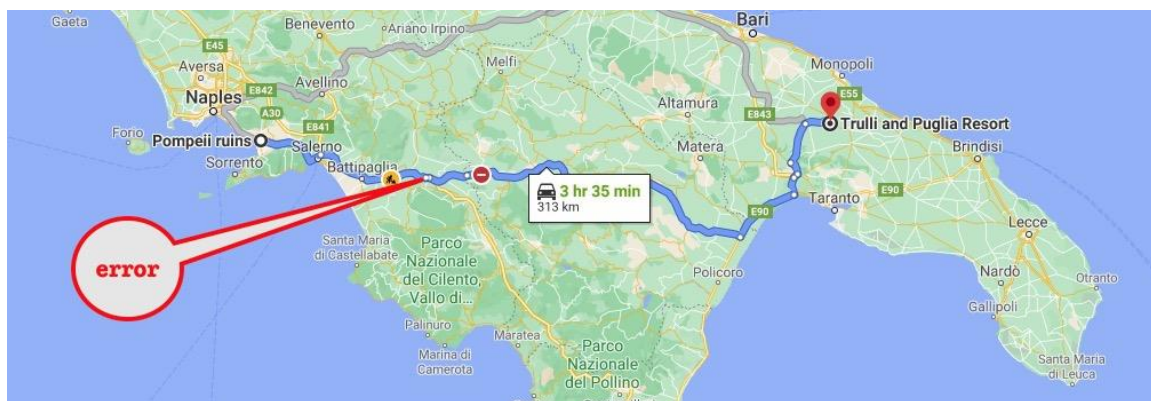 Gaeta
Benevento
Ariano Irpino
Bari
E45
Aversa
Melfi
Monopoli
E842
Avellino
E55
Naples
A30
Altamura
E843
Trulli and Puglia Resort
Forio
Pompeii ruins
E841
Salerno
Matera
Brindisi
Sorrento
Battipaglia
3 hr 35 min
313 km
Taranto
E90
E90
Lecce
error
Santa Maria
di Castellabate
Parco
Nazionale
del Cilento,
Vallo di...
Policoro
Nardò
Otranto
Gallipoli
Palinuro
Maratea
Marina di
Camerota
Parco
Nazionale
del Pollino
Santa Maria
di Leuca